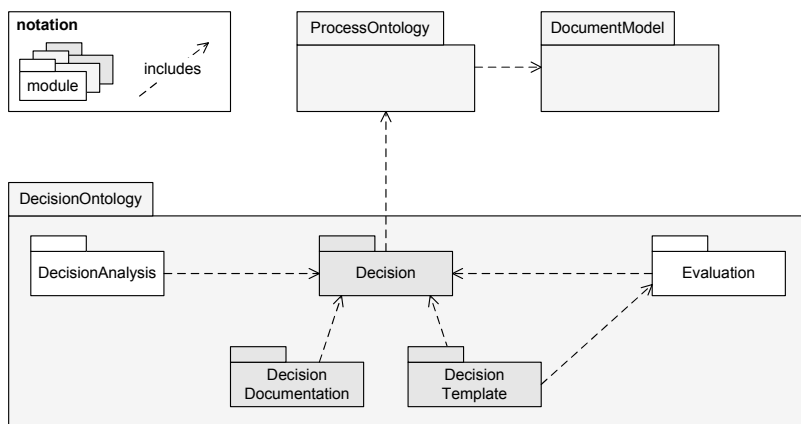 notation
includes
module
ProcessOntology
DocumentModel
DecisionOntology
DecisionAnalysis
Decision
Evaluation
Decision
Documentation
Decision
Template